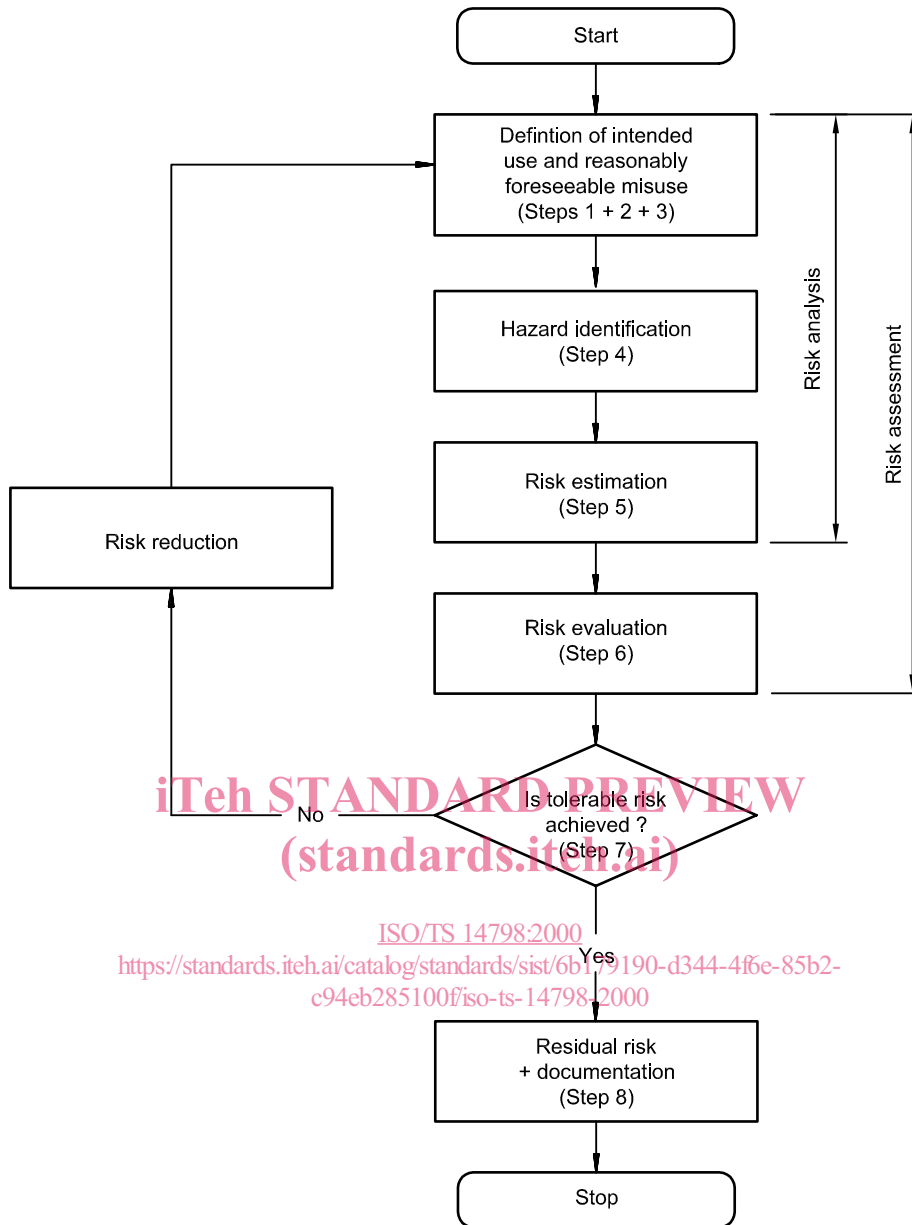 Start
Defintion of intended
use and reasonably
foreseeable misuse
(Steps 1 + 2 + 3)
Hazard identification
(Step 4)
Risk estimation
(Step 5)
Risk analysis
Risk assessment
Risk reduction
Risk evaluation
(Step 6)
iTeh STANDARD PREVIEW
(standards.iteh.ai)
Is tolerable risk
achieved ?
(Step 7)
No
ISO/TS 14798:2000
Yes
https://standards.iteh.ai/catalog/standards/sist/6b179190-d344-4f6e-85b2-
c94eb285100f/iso-ts-14798-2000
Residual risk
+ documentation
(Step 8)
Stop